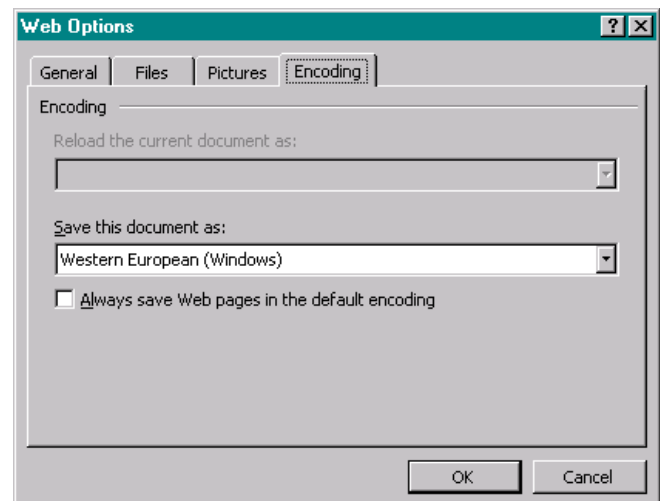 Web Options
General Files Pictures Encoding
Encoding
Reload the current document as:
Save this document as:
Western European (Windows)
Always save Web pages in the default encoding
OK Cancel